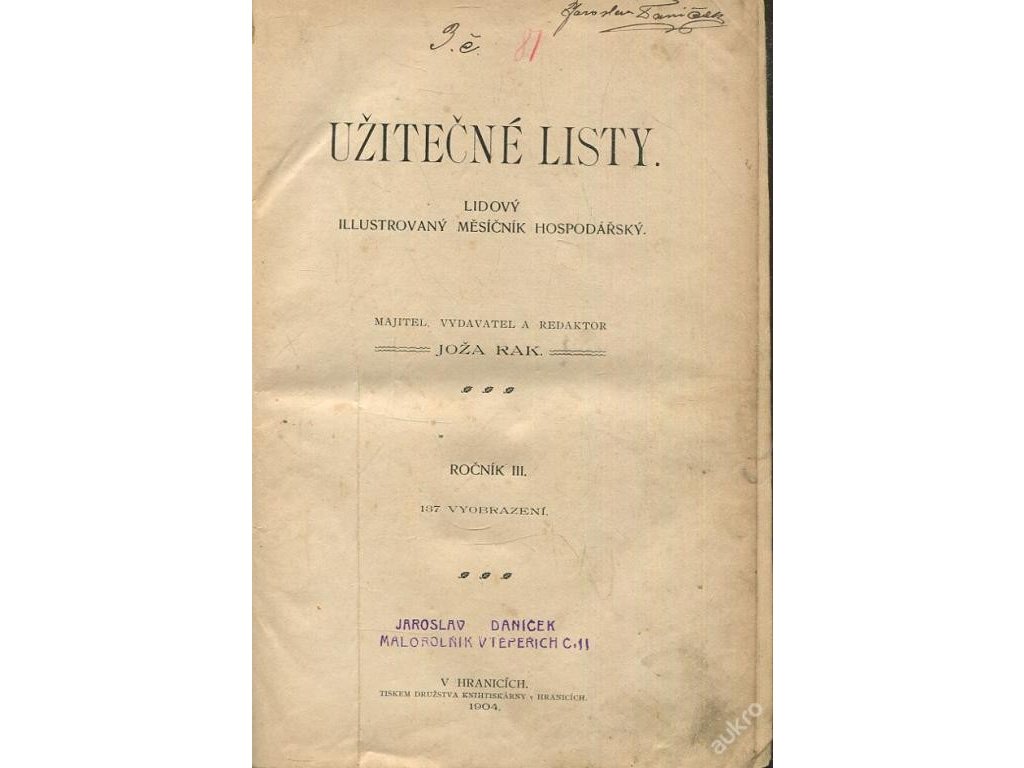 Jaroslav Daníček
3.č. 81
UŽITEČNÉ LISTY.
LIDOVÝ
ILLUSTROVANÝ MĚSÍČNÍK HOSPODÁŘSKÝ.
MAJITEL, VYDAVATEL A REDAKTOR
JOŽA RAK.
ROČNÍK III.
137 VYOBRAZENÍ.
JAROSLAV DANÍČEK
MALOROLNÍK V TEPEŘÍCH Č.11
V HRANICÍCH.
TISKEM DRUŽSTVA KNIHTISKÁRNY v HRANICÍCH.
1904.
aukro